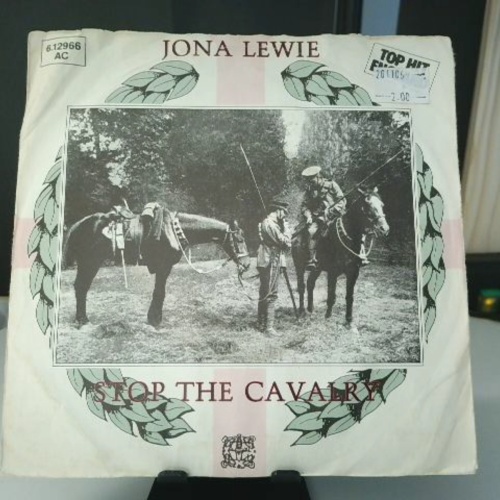 6.12966
AC
JONA LEWIE
TOP HIT
2.00
STOP THE CAVALRY